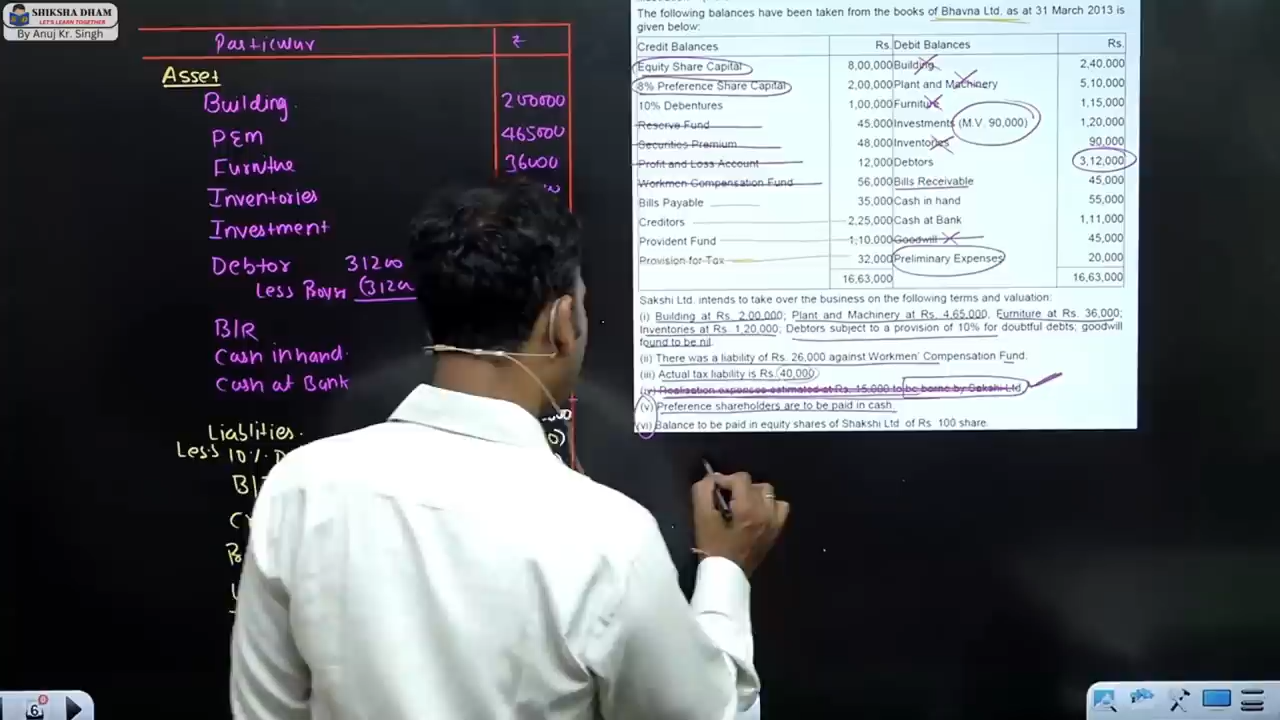 SHIKSHA DHAM
LET'S LEARN TOGETHER
By Anuj Kr. Singh
Particular ₹
Asset
Building 200000
P&M 465000
Furniture 36000
Inventories
Investment
Debtor 31200
Less
B/R
Cash in hand
Cash at Bank
Liablities
Less 10%
The following balances have been taken from the books of Bhavna Ltd. as at 31 March 2013 is
given below:
Credit Balances Rs. Debit Balances Rs.
Equity Share Capital 8,00,000 Building 2,40,000
8% Preference Share Capital 2,00,000 Plant and Machinery 5,10,000
10% Debentures 1,00,000 Furniture 1,15,000
Reserve Fund 45,000 Investments (M.V. 90,000) 1,20,000
Securities Premium 48,000 Inventories 90,000
Profit and Loss Account 12,000 Debtors 3,12,000
Workmen Compensation Fund 56,000 Bills Receivable 45,000
Bills Payable 35,000 Cash in hand 55,000
Creditors 2,25,000 Cash at Bank 1,11,000
Provident Fund 1,10,000 Goodwill 45,000
Provision for Tax 32,000 Preliminary Expenses 20,000
16,63,000 16,63,000
Sakshi Ltd. intends to take over the business on the following terms and valuation:
(i) Building at Rs. 2,00,000; Plant and Machinery at Rs. 4,65,000, Furniture at Rs. 36,000;
Inventories at Rs. 1,20,000; Debtors subject to a provision of 10% for doubtful debts; goodwill
found to be nil.
(ii) There was a liability of Rs. 26,000 against Workmen' Compensation Fund.
(iii) Actual tax liability is Rs. 40,000
(iv) Realisation expenses estimated at Rs. 15,000 to be borne by Sakshi Ltd
(v) Preference shareholders are to be paid in cash
(vi) Balance to be paid in equity shares of Shakshi Ltd of Rs 100 share
6